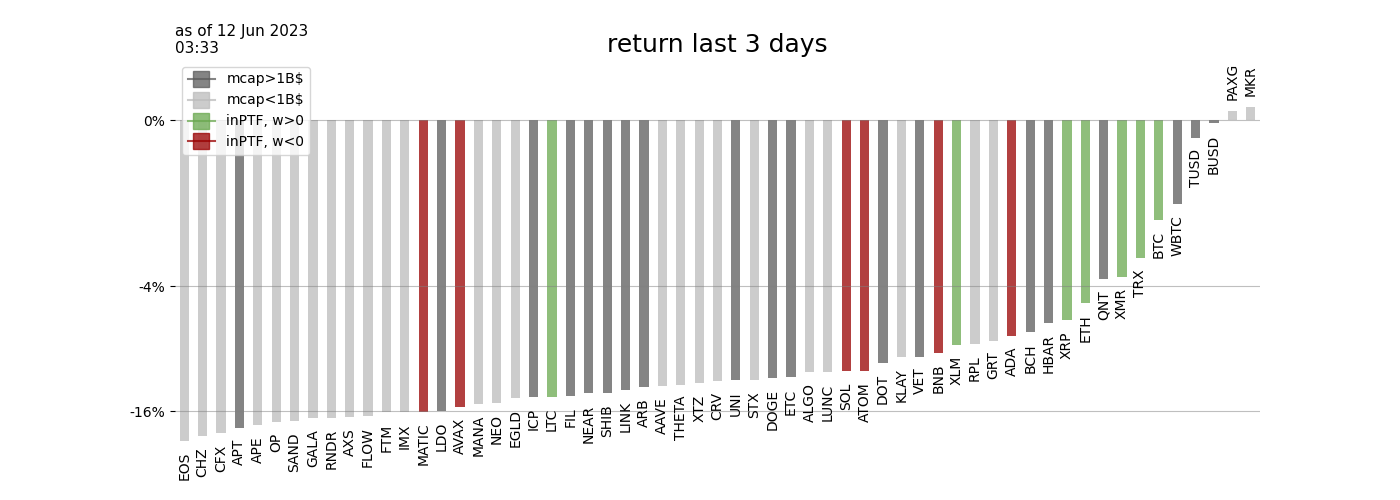 as of 12 Jun 2023
03:33
return last 3 days
mcap>1B$
mcap<1B$
inPTF, w>0
inPTF, w<0
0%
-4%
-16%
EOS
CHZ
CFX
APT
APE
OP
SAND
GALA
RNDR
AXS
FLOW
FTM
IMX
MATIC
LDO
AVAX
MANA
NEO
EGLD
ICP
LTC
FIL
NEAR
SHIB
LINK
ARB
AAVE
THETA
XTZ
CRV
UNI
STX
DOGE
ETC
ALGO
LUNC
SOL
ATOM
DOT
KLAY
VET
BNB
XLM
RPL
GRT
ADA
BCH
HBAR
XRP
ETH
QNT
XMR
TRX
BTC
WBTC
TUSD
BUSD
PAXG
MKR